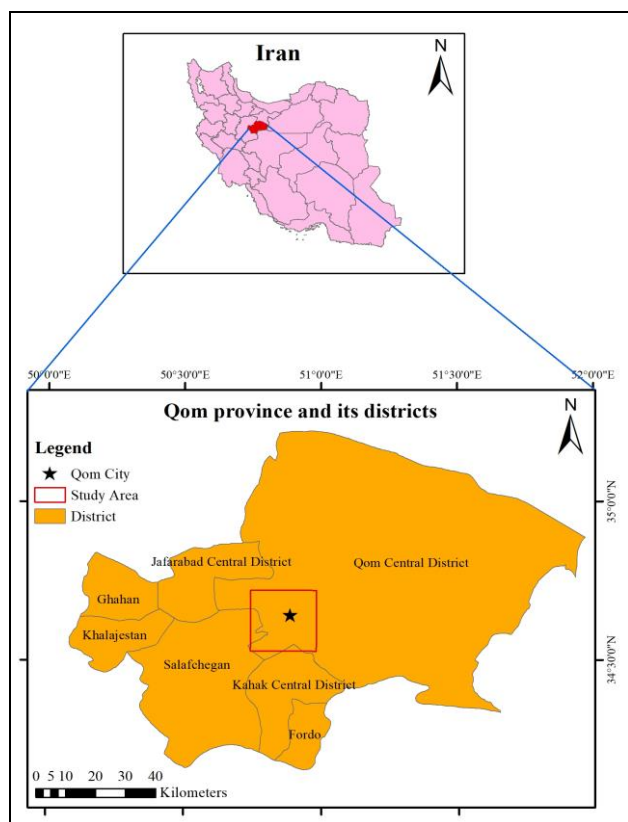 Iran
N
50°0'0"E
50°30'0"E
51°0'0"E
51°30'0"E
52°0'0"E
Qom province and its districts
N
Legend
Qom City
Study Area
District
35°0'0"N
34°30'0"N
Jafarabad Central District
Qom Central District
Ghahan
Khalajestan
Salafchegan
Kahak Central District
Fordo
0 5 10 20 30 40
Kilometers